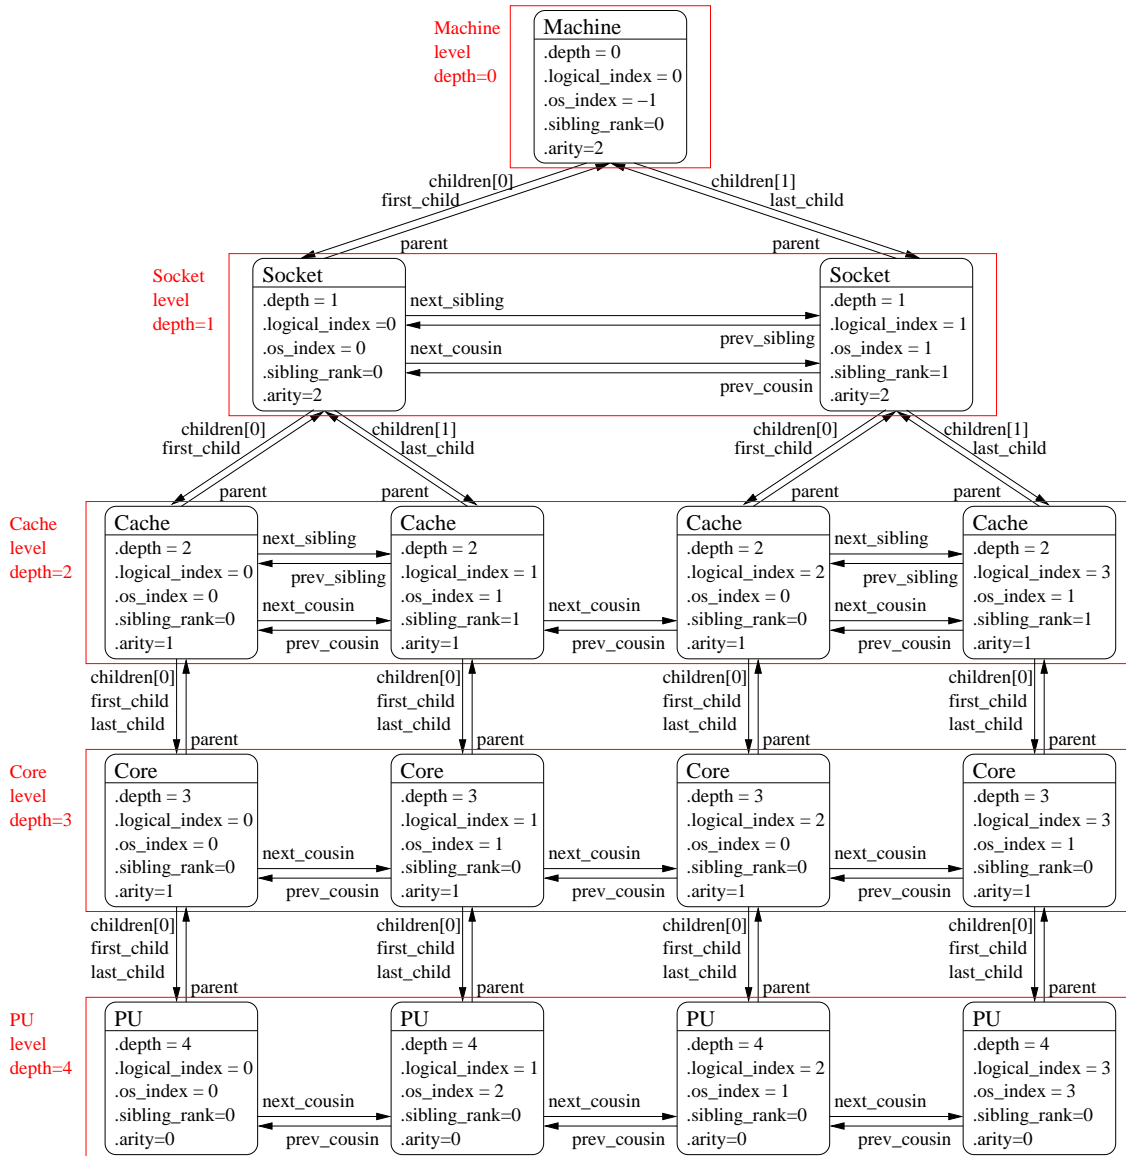 Machine
level
depth=0
Machine
.depth = 0
.logical_index = 0
.os_index = −1
.sibling_rank=0
.arity=2
children[0]
first_child
children[1]
last_child
parent
parent
Socket
level
depth=1
Socket
.depth = 1
.logical_index =0
.os_index = 0
.sibling_rank=0
.arity=2
next_sibling
prev_sibling
next_cousin
prev_cousin
Socket
.depth = 1
.logical_index = 1
.os_index = 1
.sibling_rank=1
.arity=2
children[0]
first_child
children[1]
last_child
children[0]
first_child
children[1]
last_child
parent
parent
parent
parent
Cache
level
depth=2
Cache
.depth = 2
.logical_index = 0
.os_index = 0
.sibling_rank=0
.arity=1
next_sibling
prev_sibling
next_cousin
prev_cousin
Cache
.depth = 2
.logical_index = 1
.os_index = 1
.sibling_rank=1
.arity=1
next_cousin
prev_cousin
Cache
.depth = 2
.logical_index = 2
.os_index = 0
.sibling_rank=0
.arity=1
next_sibling
prev_sibling
next_cousin
prev_cousin
Cache
.depth = 2
.logical_index = 3
.os_index = 1
.sibling_rank=1
.arity=1
children[0]
first_child
last_child
parent
children[0]
first_child
last_child
parent
children[0]
first_child
last_child
parent
children[0]
first_child
last_child
parent
Core
level
depth=3
Core
.depth = 3
.logical_index = 0
.os_index = 0
.sibling_rank=0
.arity=1
next_cousin
prev_cousin
Core
.depth = 3
.logical_index = 1
.os_index = 1
.sibling_rank=0
.arity=1
next_cousin
prev_cousin
Core
.depth = 3
.logical_index = 2
.os_index = 0
.sibling_rank=0
.arity=1
next_cousin
prev_cousin
Core
.depth = 3
.logical_index = 3
.os_index = 1
.sibling_rank=0
.arity=1
children[0]
first_child
last_child
parent
children[0]
first_child
last_child
parent
children[0]
first_child
last_child
parent
children[0]
first_child
last_child
parent
PU
level
depth=4
PU
.depth = 4
.logical_index = 0
.os_index = 0
.sibling_rank=0
.arity=0
next_cousin
prev_cousin
PU
.depth = 4
.logical_index = 1
.os_index = 2
.sibling_rank=0
.arity=0
next_cousin
prev_cousin
PU
.depth = 4
.logical_index = 2
.os_index = 1
.sibling_rank=0
.arity=0
next_cousin
prev_cousin
PU
.depth = 4
.logical_index = 3
.os_index = 3
.sibling_rank=0
.arity=0